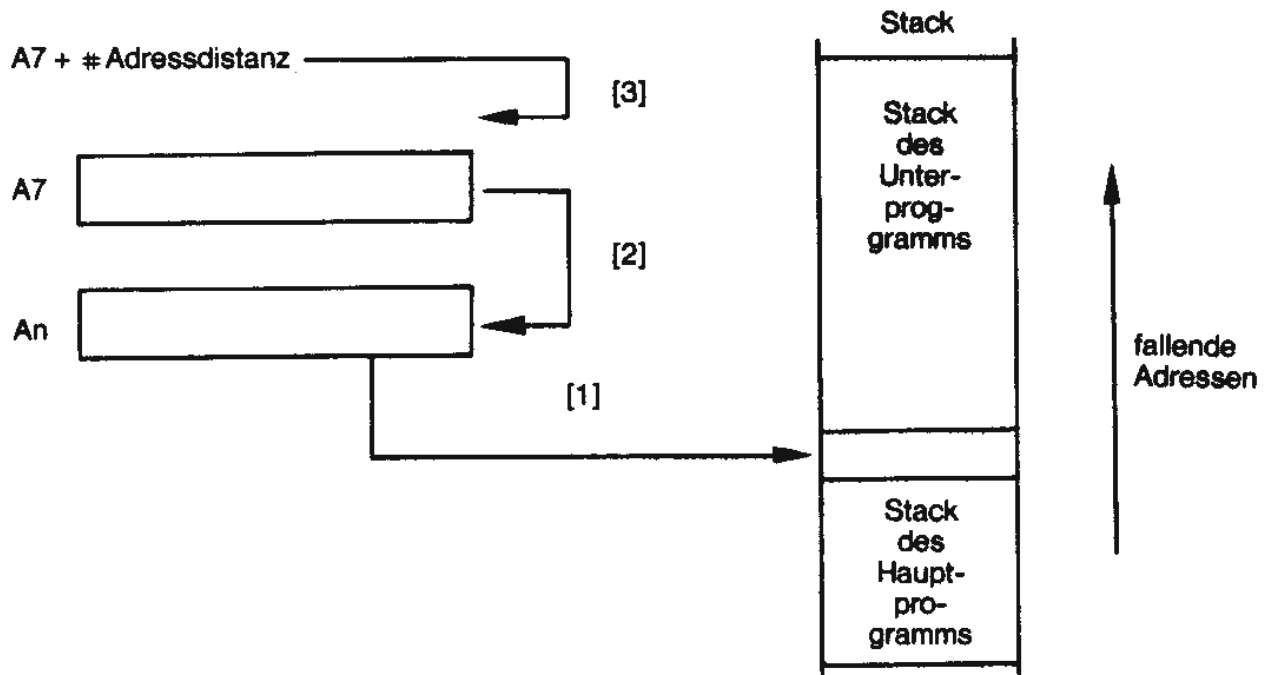 Stack
A7 + # Adressdistanz
[3]
Stack
des
Unter-
prog-
gramms
A7
[2]
An
fallende
Adressen
[1]
Stack
des
Haupt-
pro-
gramms